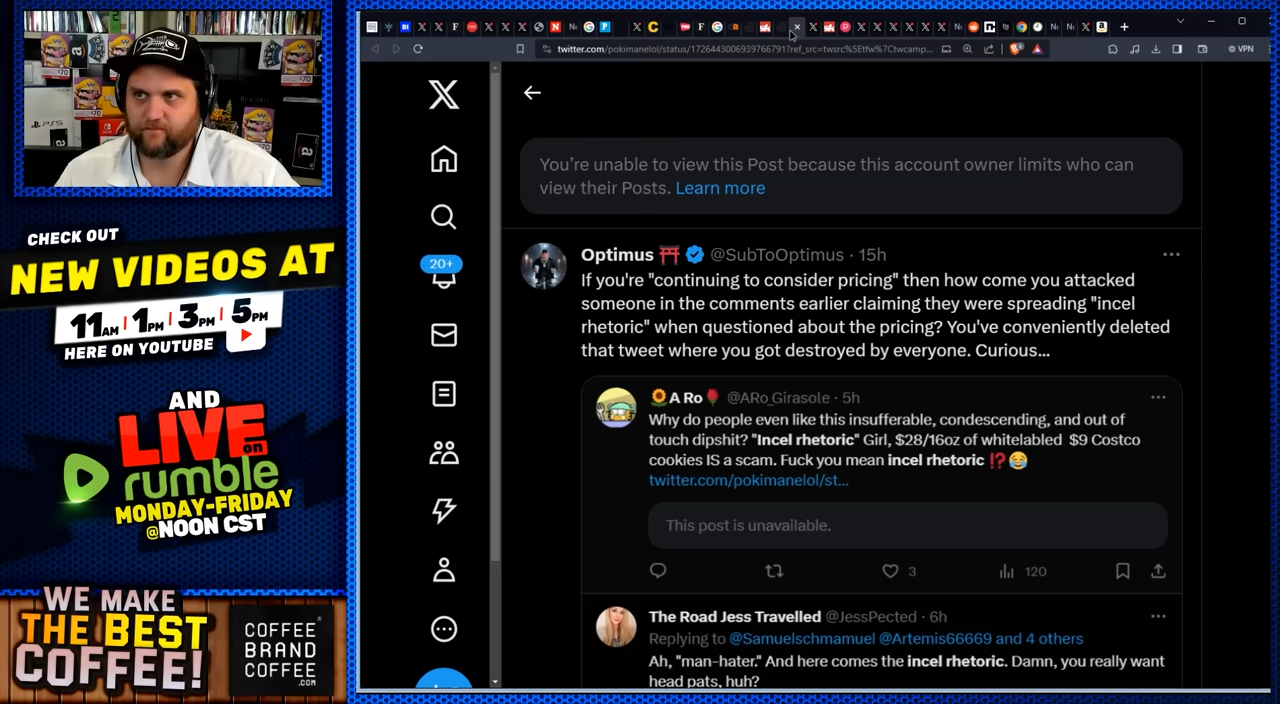 twitter.com/pokimanelol/status/1726443006939766791?ref_src=twsrc%5Etfw%7Ctwcamp...
VPN
You're unable to view this Post because this account owner limits who can
view their Posts. Learn more
Optimus @SubToOptimus · 15h
If you're "continuing to consider pricing" then how come you attacked
someone in the comments earlier claiming they were spreading "incel
rhetoric" when questioned about the pricing? You've conveniently deleted
that tweet where you got destroyed by everyone. Curious...
🌻A Ro🌹 @ARo_Girasole · 5h
Why do people even like this insufferable, condescending, and out of
touch dipshit? "Incel rhetoric" Girl, $28/16oz of whitelabled $9 Costco
cookies IS a scam. Fuck you mean incel rhetoric ⁉️😂
twitter.com/pokimanelol/st...
This post is unavailable.
3
120
The Road Jess Travelled @JessPected · 6h
Replying to @Samuelschmamuel @Artemis66669 and 4 others
Ah, "man-hater." And here comes the incel rhetoric. Damn, you really want
head pats, huh?
20+
CHECK OUT
NEW VIDEOS AT
11AM | 1PM | 3PM | 5PM
HERE ON YOUTUBE
AND
LIVE on
rumble
MONDAY-FRIDAY
@NOON CST
WE MAKE
THE BEST
COFFEE!
COFFEE
BRAND
COFFEE
.COM
$70
$70
PS5